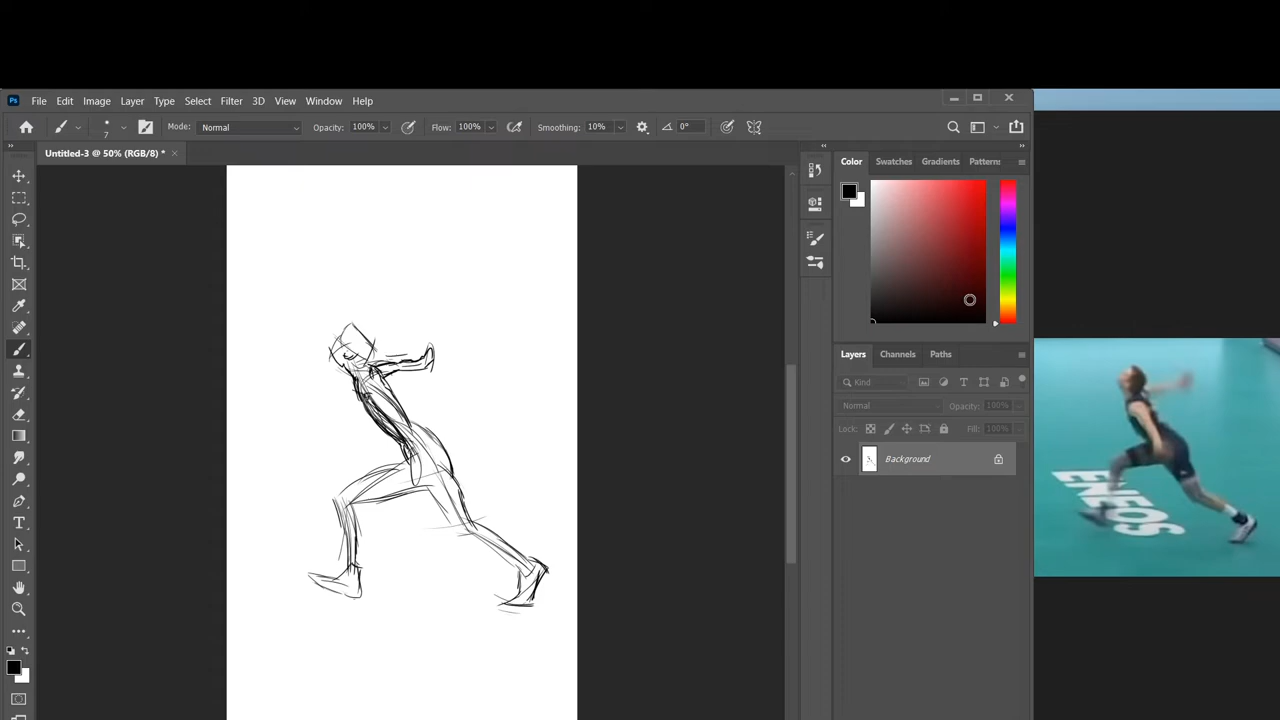 Ps File Edit Image Layer Type Select Filter 3D View Window Help
7 Mode: Normal Opacity: 100% Flow: 100% Smoothing: 10% 0°
Untitled-3 @ 50% (RGB/8) *
Color Swatches Gradients Patterns
Layers Channels Paths
Kind
Normal Opacity: 100%
Lock: Fill: 100%
Background
ENEOS
T